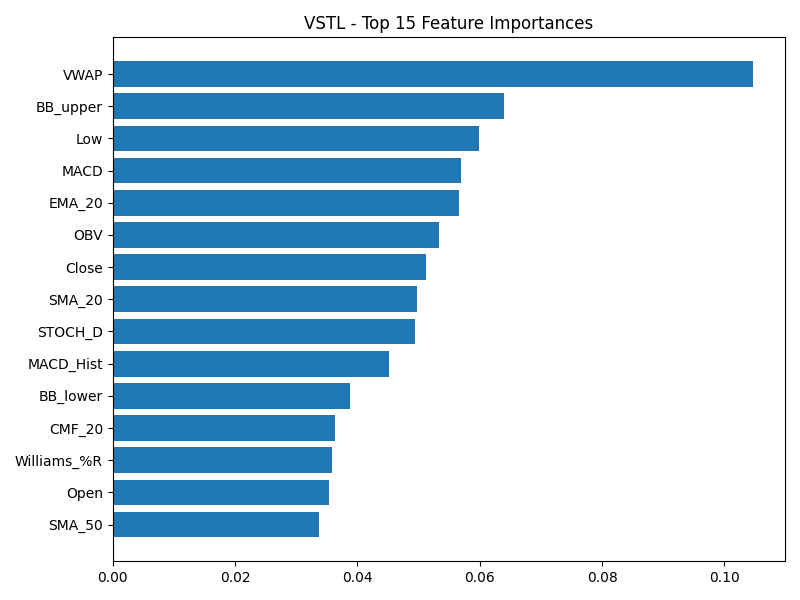 VSTL - Top 15 Feature Importances
VWAP
BB_upper
Low
MACD
EMA_20
OBV
Close
SMA_20
STOCH_D
MACD_Hist
BB_lower
CMF_20
Williams_%R
Open
SMA_50
0.00 0.02 0.04 0.06 0.08 0.10